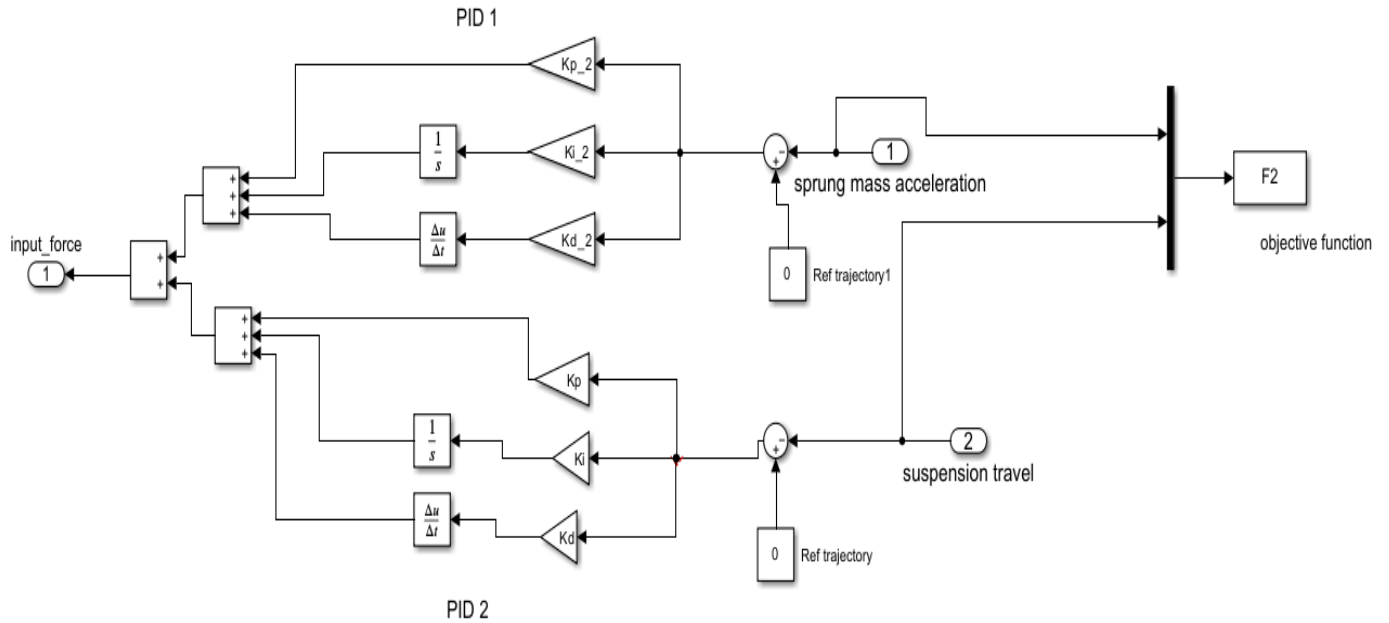 PID 1
Kp_2
1
s
Ki_2
-
+
1
sprung mass acceleration
F2
+
+
+
Δu
Δt
Kd_2
input_force
1
+
+
0
Ref trajectory1
objective function
+
+
+
Kp
1
s
Ki
-
+
2
suspension travel
Δu
Δt
Kd
0
Ref trajectory
PID 2